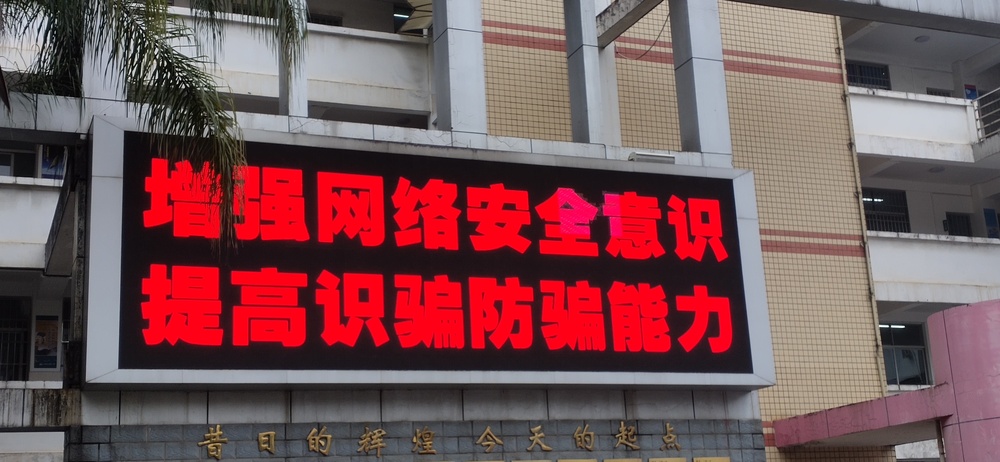 增强网络安全意识
提高识骗防骗能力
昔日的辉煌 今天的起点